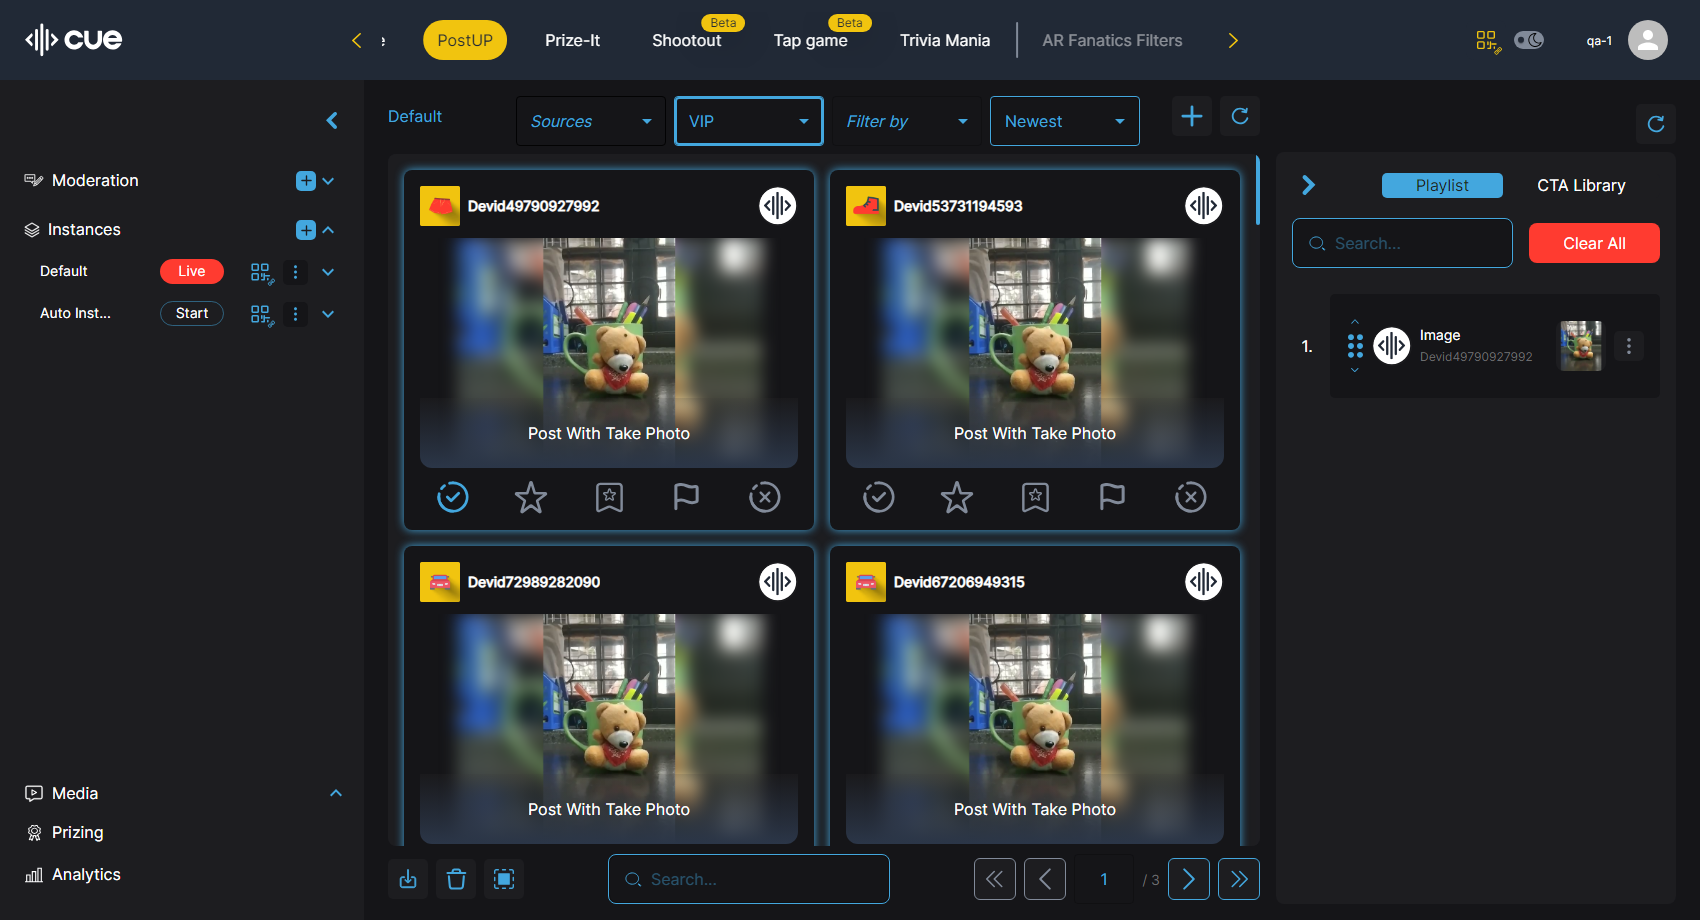 cue
PostUP
Prize-It
Beta
Shootout
Beta
Tap game
Trivia Mania
AR Fanatics Filters
qa-1
Moderation
Instances
Default
Live
Auto Inst...
Start
Media
Prizing
Analytics
Default
Sources
VIP
Filter by
Newest
Devid49790927992
Post With Take Photo
Devid53731194593
Post With Take Photo
Devid72989282090
Post With Take Photo
Devid67206949315
Post With Take Photo
Search...
1
/ 3
Playlist
CTA Library
Search...
Clear All
1.
Image
Devid49790927992